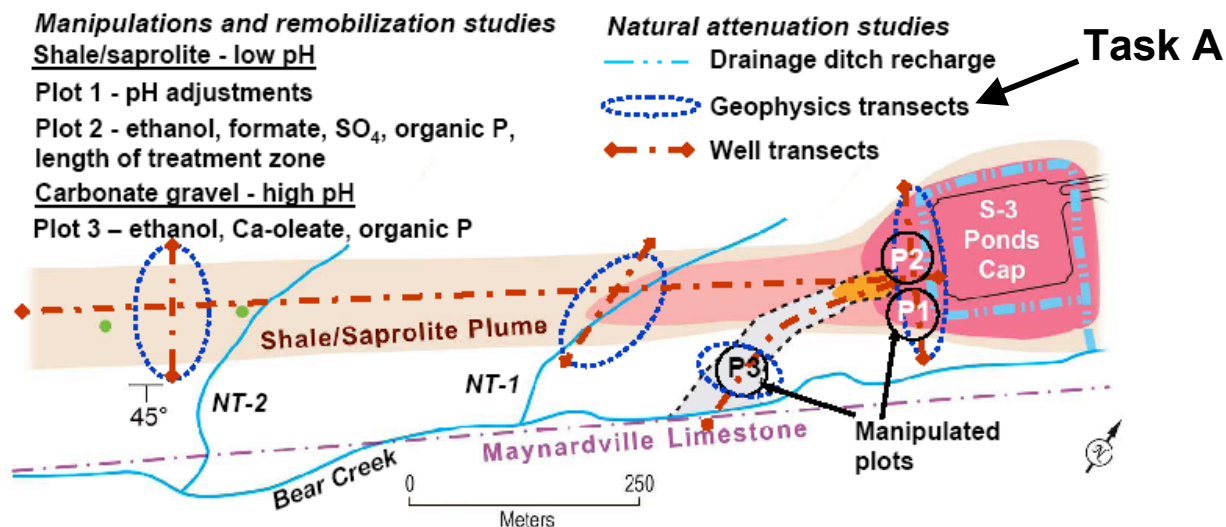 Manipulations and remobilization studies
Shale/saprolite - low pH
Plot 1 - pH adjustments
Plot 2 - ethanol, formate, SO4, organic P,
length of treatment zone
Carbonate gravel - high pH
Plot 3 – ethanol, Ca-oleate, organic P
Natural attenuation studies
Drainage ditch recharge
Geophysics transects
Well transects
Task A
S-3
Ponds
Cap
P2
P1
P3
Shale/Saprolite Plume
NT-1
NT-2
45°
Manipulated
plots
Maynardville Limestone
Bear Creek
0
250
Meters
N